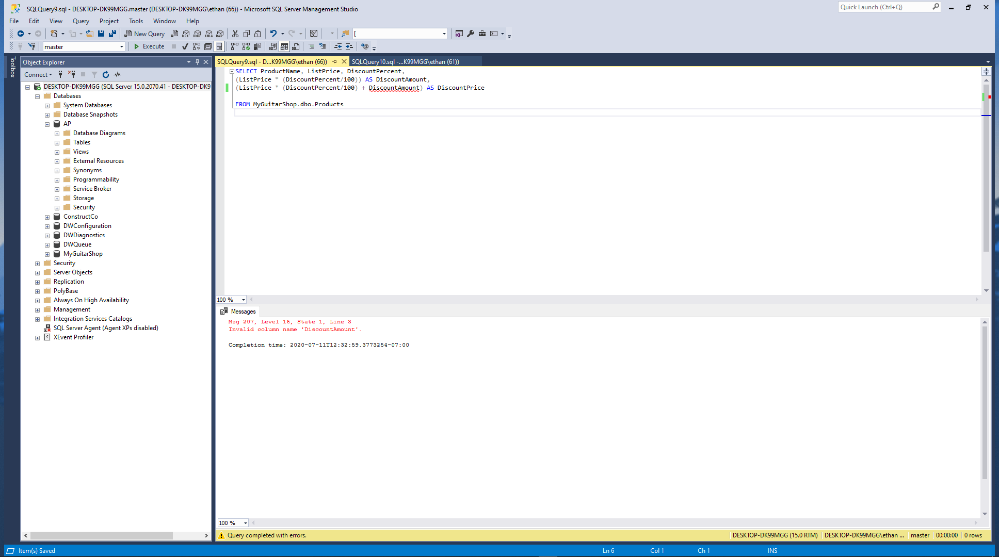 SQLQuery9.sql - DESKTOP-DK99MGG.master (DESKTOP-DK99MGG\ethan (66)) - Microsoft SQL Server Management Studio
Quick Launch (Ctrl+Q)
File Edit View Query Project Tools Window Help
New Query MDX DMX XMLA DAX [
master Execute
Toolbox
Object Explorer
Connect
DESKTOP-DK99MGG (SQL Server 15.0.2070.41 - DESKTOP-DK9
Databases
System Databases
Database Snapshots
AP
Database Diagrams
Tables
Views
External Resources
Synonyms
Programmability
Service Broker
Storage
Security
ConstructCo
DWConfiguration
DWDiagnostics
DWQueue
MyGuitarShop
Security
Server Objects
Replication
PolyBase
Always On High Availability
Management
Integration Services Catalogs
SQL Server Agent (Agent XPs disabled)
XEvent Profiler
SQLQuery9.sql - D...K99MGG\ethan (66)) SQLQuery10.sql -...K99MGG\ethan (61))
SELECT ProductName, ListPrice, DiscountPercent,
(ListPrice * (DiscountPercent/100)) AS DiscountAmount,
(ListPrice * (DiscountPercent/100) + DiscountAmount) AS DiscountPrice
FROM MyGuitarShop.dbo.Products
100 %
Messages
Msg 207, Level 16, State 1, Line 3
Invalid column name 'DiscountAmount'.
Completion time: 2020-07-11T12:32:59.3773254-07:00
100 %
Query completed with errors. DESKTOP-DK99MGG (15.0 RTM) DESKTOP-DK99MGG\ethan ... master 00:00:00 0 rows
Item(s) Saved Ln 6 Col 1 Ch 1 INS